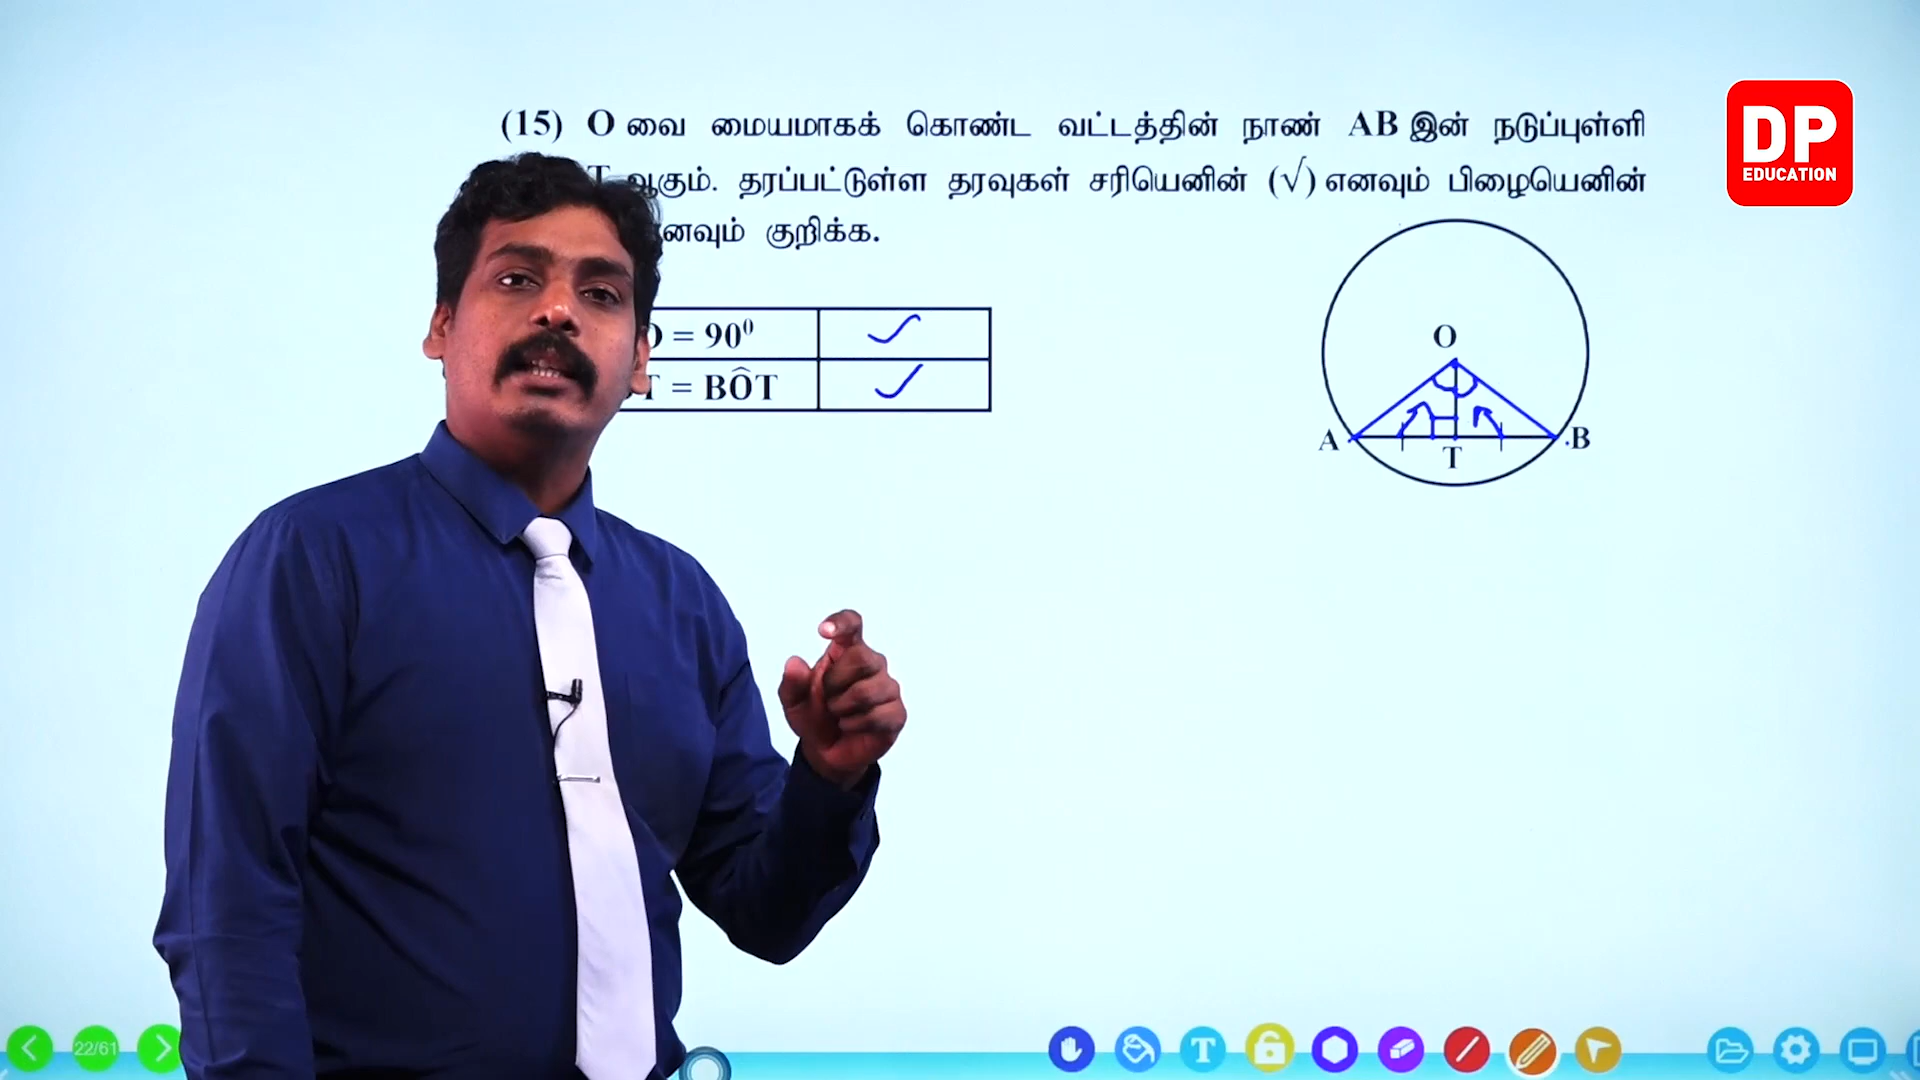 (15) O வை மையமாகக் கொண்ட வட்டத்தின் நாண் AB இன் நடுப்புள்ளி
ஆகும். தரப்பட்டுள்ள தரவுகள் சரியெனின் (√) எனவும் பிழையெனின்
குறிக்க.
= 90⁰
= BÔT
O
A
T
B
DP
EDUCATION
22/61
T